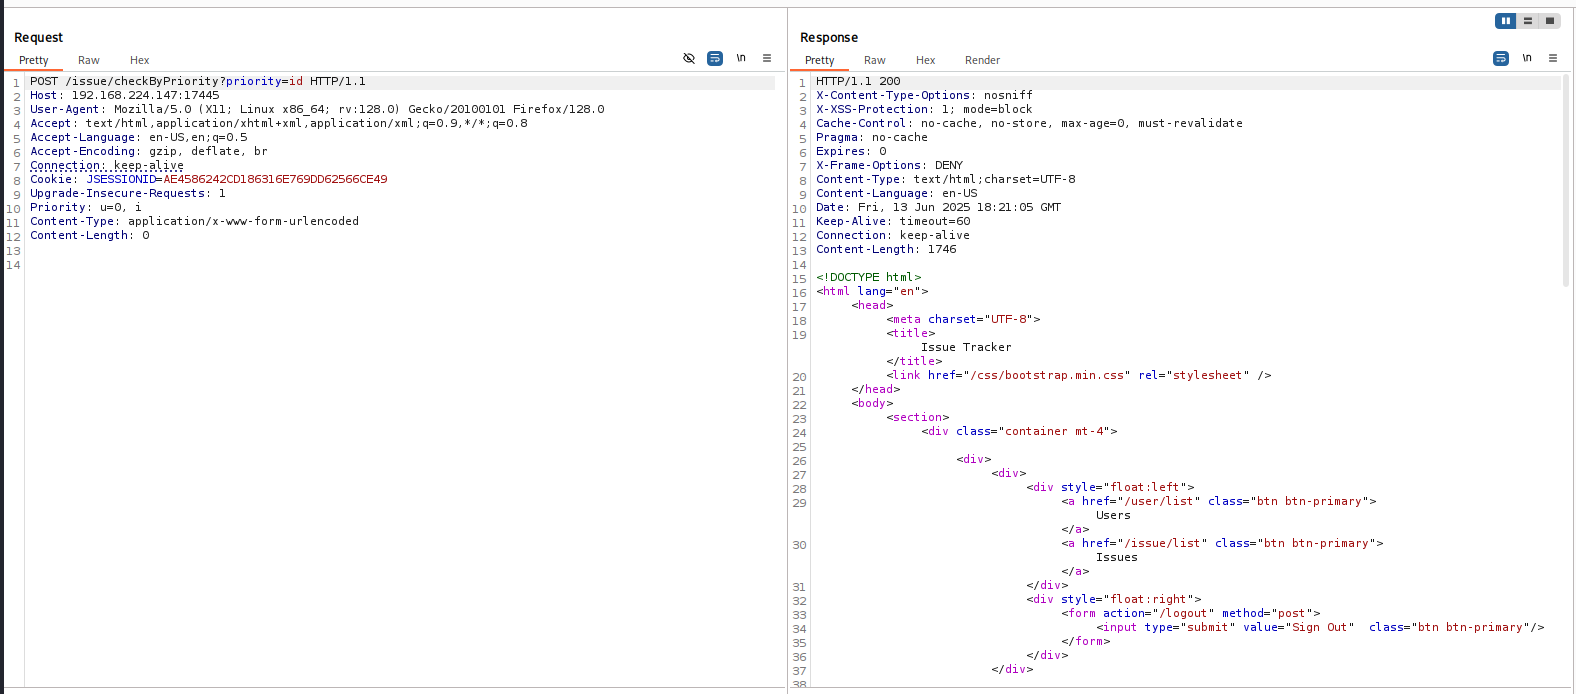 Request
Pretty Raw Hex \n
1 POST /issue/checkByPriority?priority=id HTTP/1.1
2 Host: 192.168.224.147:17445
3 User-Agent: Mozilla/5.0 (X11; Linux x86_64; rv:128.0) Gecko/20100101 Firefox/128.0
4 Accept: text/html,application/xhtml+xml,application/xml;q=0.9,*/*;q=0.8
5 Accept-Language: en-US,en;q=0.5
6 Accept-Encoding: gzip, deflate, br
7 Connection: keep-alive
8 Cookie: JSESSIONID=AE4586242CD186316E769DD62566CE49
9 Upgrade-Insecure-Requests: 1
10 Priority: u=0, i
11 Content-Type: application/x-www-form-urlencoded
12 Content-Length: 0
13
14
Response
Pretty Raw Hex Render \n
1 HTTP/1.1 200
2 X-Content-Type-Options: nosniff
3 X-XSS-Protection: 1; mode=block
4 Cache-Control: no-cache, no-store, max-age=0, must-revalidate
5 Pragma: no-cache
6 Expires: 0
7 X-Frame-Options: DENY
8 Content-Type: text/html;charset=UTF-8
9 Content-Language: en-US
10 Date: Fri, 13 Jun 2025 18:21:05 GMT
11 Keep-Alive: timeout=60
12 Connection: keep-alive
13 Content-Length: 1746
14
15 <!DOCTYPE html>
16 <html lang="en">
17 <head>
18 <meta charset="UTF-8">
19 <title>
Issue Tracker
</title>
20 <link href="/css/bootstrap.min.css" rel="stylesheet" />
21 </head>
22 <body>
23 <section>
24 <div class="container mt-4">
25
26 <div>
27 <div>
28 <div style="float:left">
29 <a href="/user/list" class="btn btn-primary">
Users
</a>
30 <a href="/issue/list" class="btn btn-primary">
Issues
</a>
31 </div>
32 <div style="float:right">
33 <form action="/logout" method="post">
34 <input type="submit" value="Sign Out" class="btn btn-primary"/>
35 </form>
36 </div>
37 </div>
38